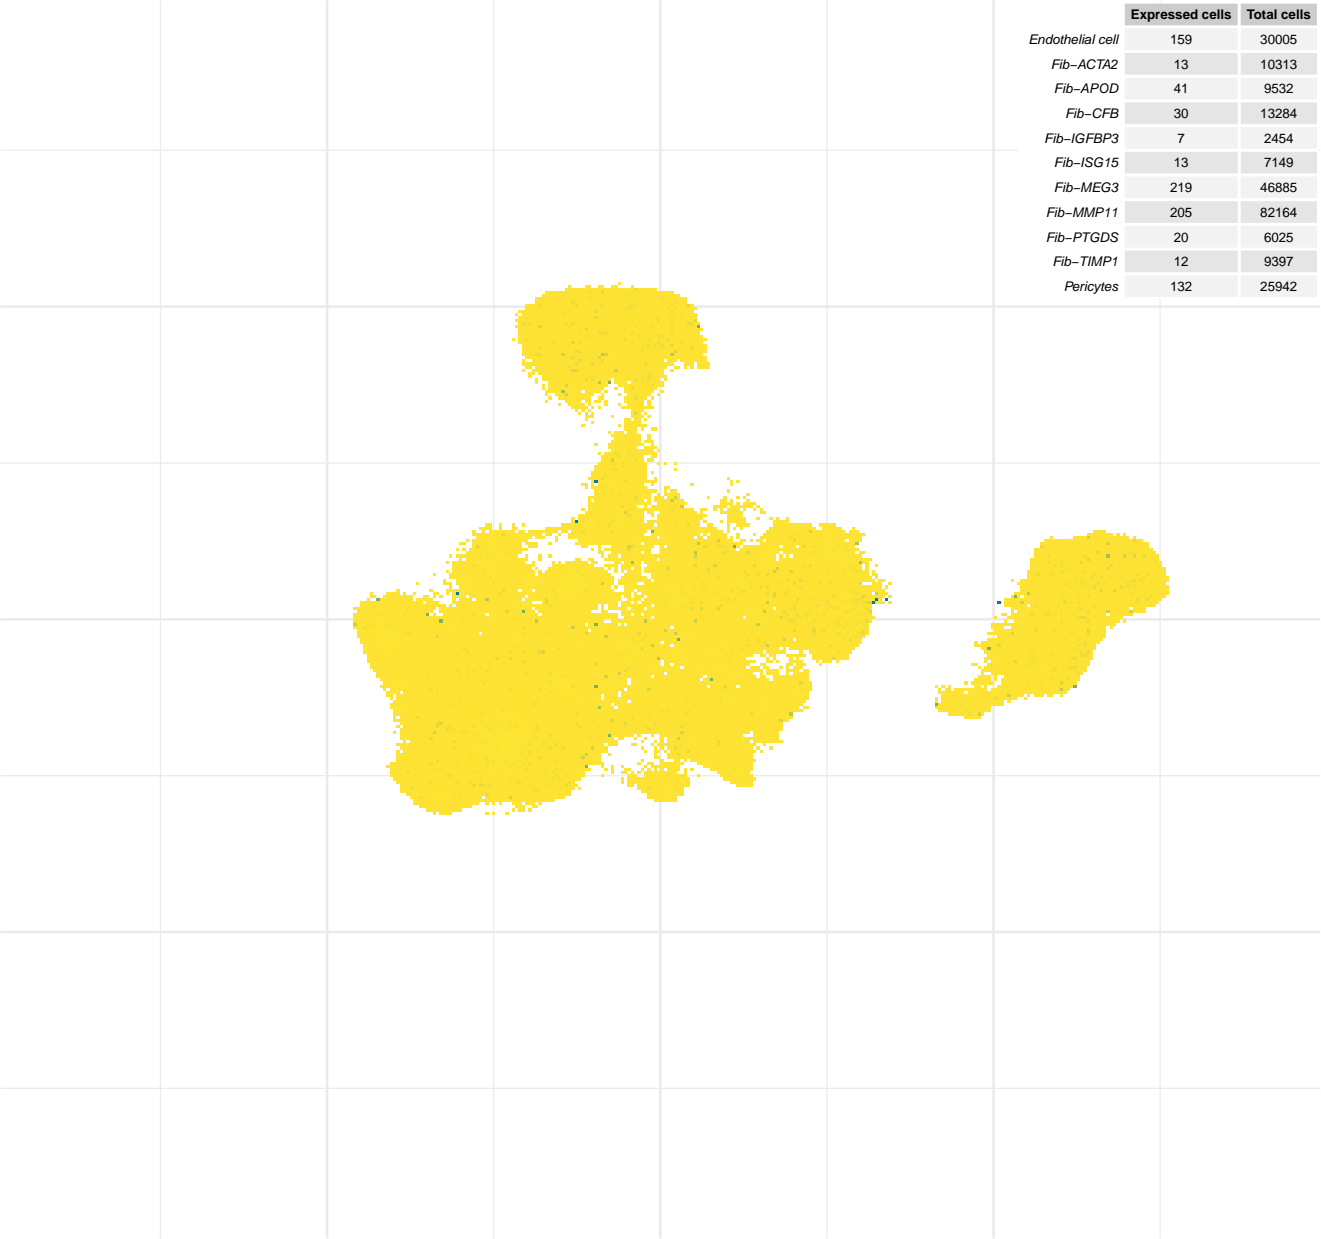 Expressed cells Total cells
Endothelial cell 159 30005
Fib−ACTA2 13 10313
Fib−APOD 41 9532
Fib−CFB 30 13284
Fib−IGFBP3 7 2454
Fib−ISG15 13 7149
Fib−MEG3 219 46885
Fib−MMP11 205 82164
Fib−PTGDS 20 6025
Fib−TIMP1 12 9397
Pericytes 132 25942